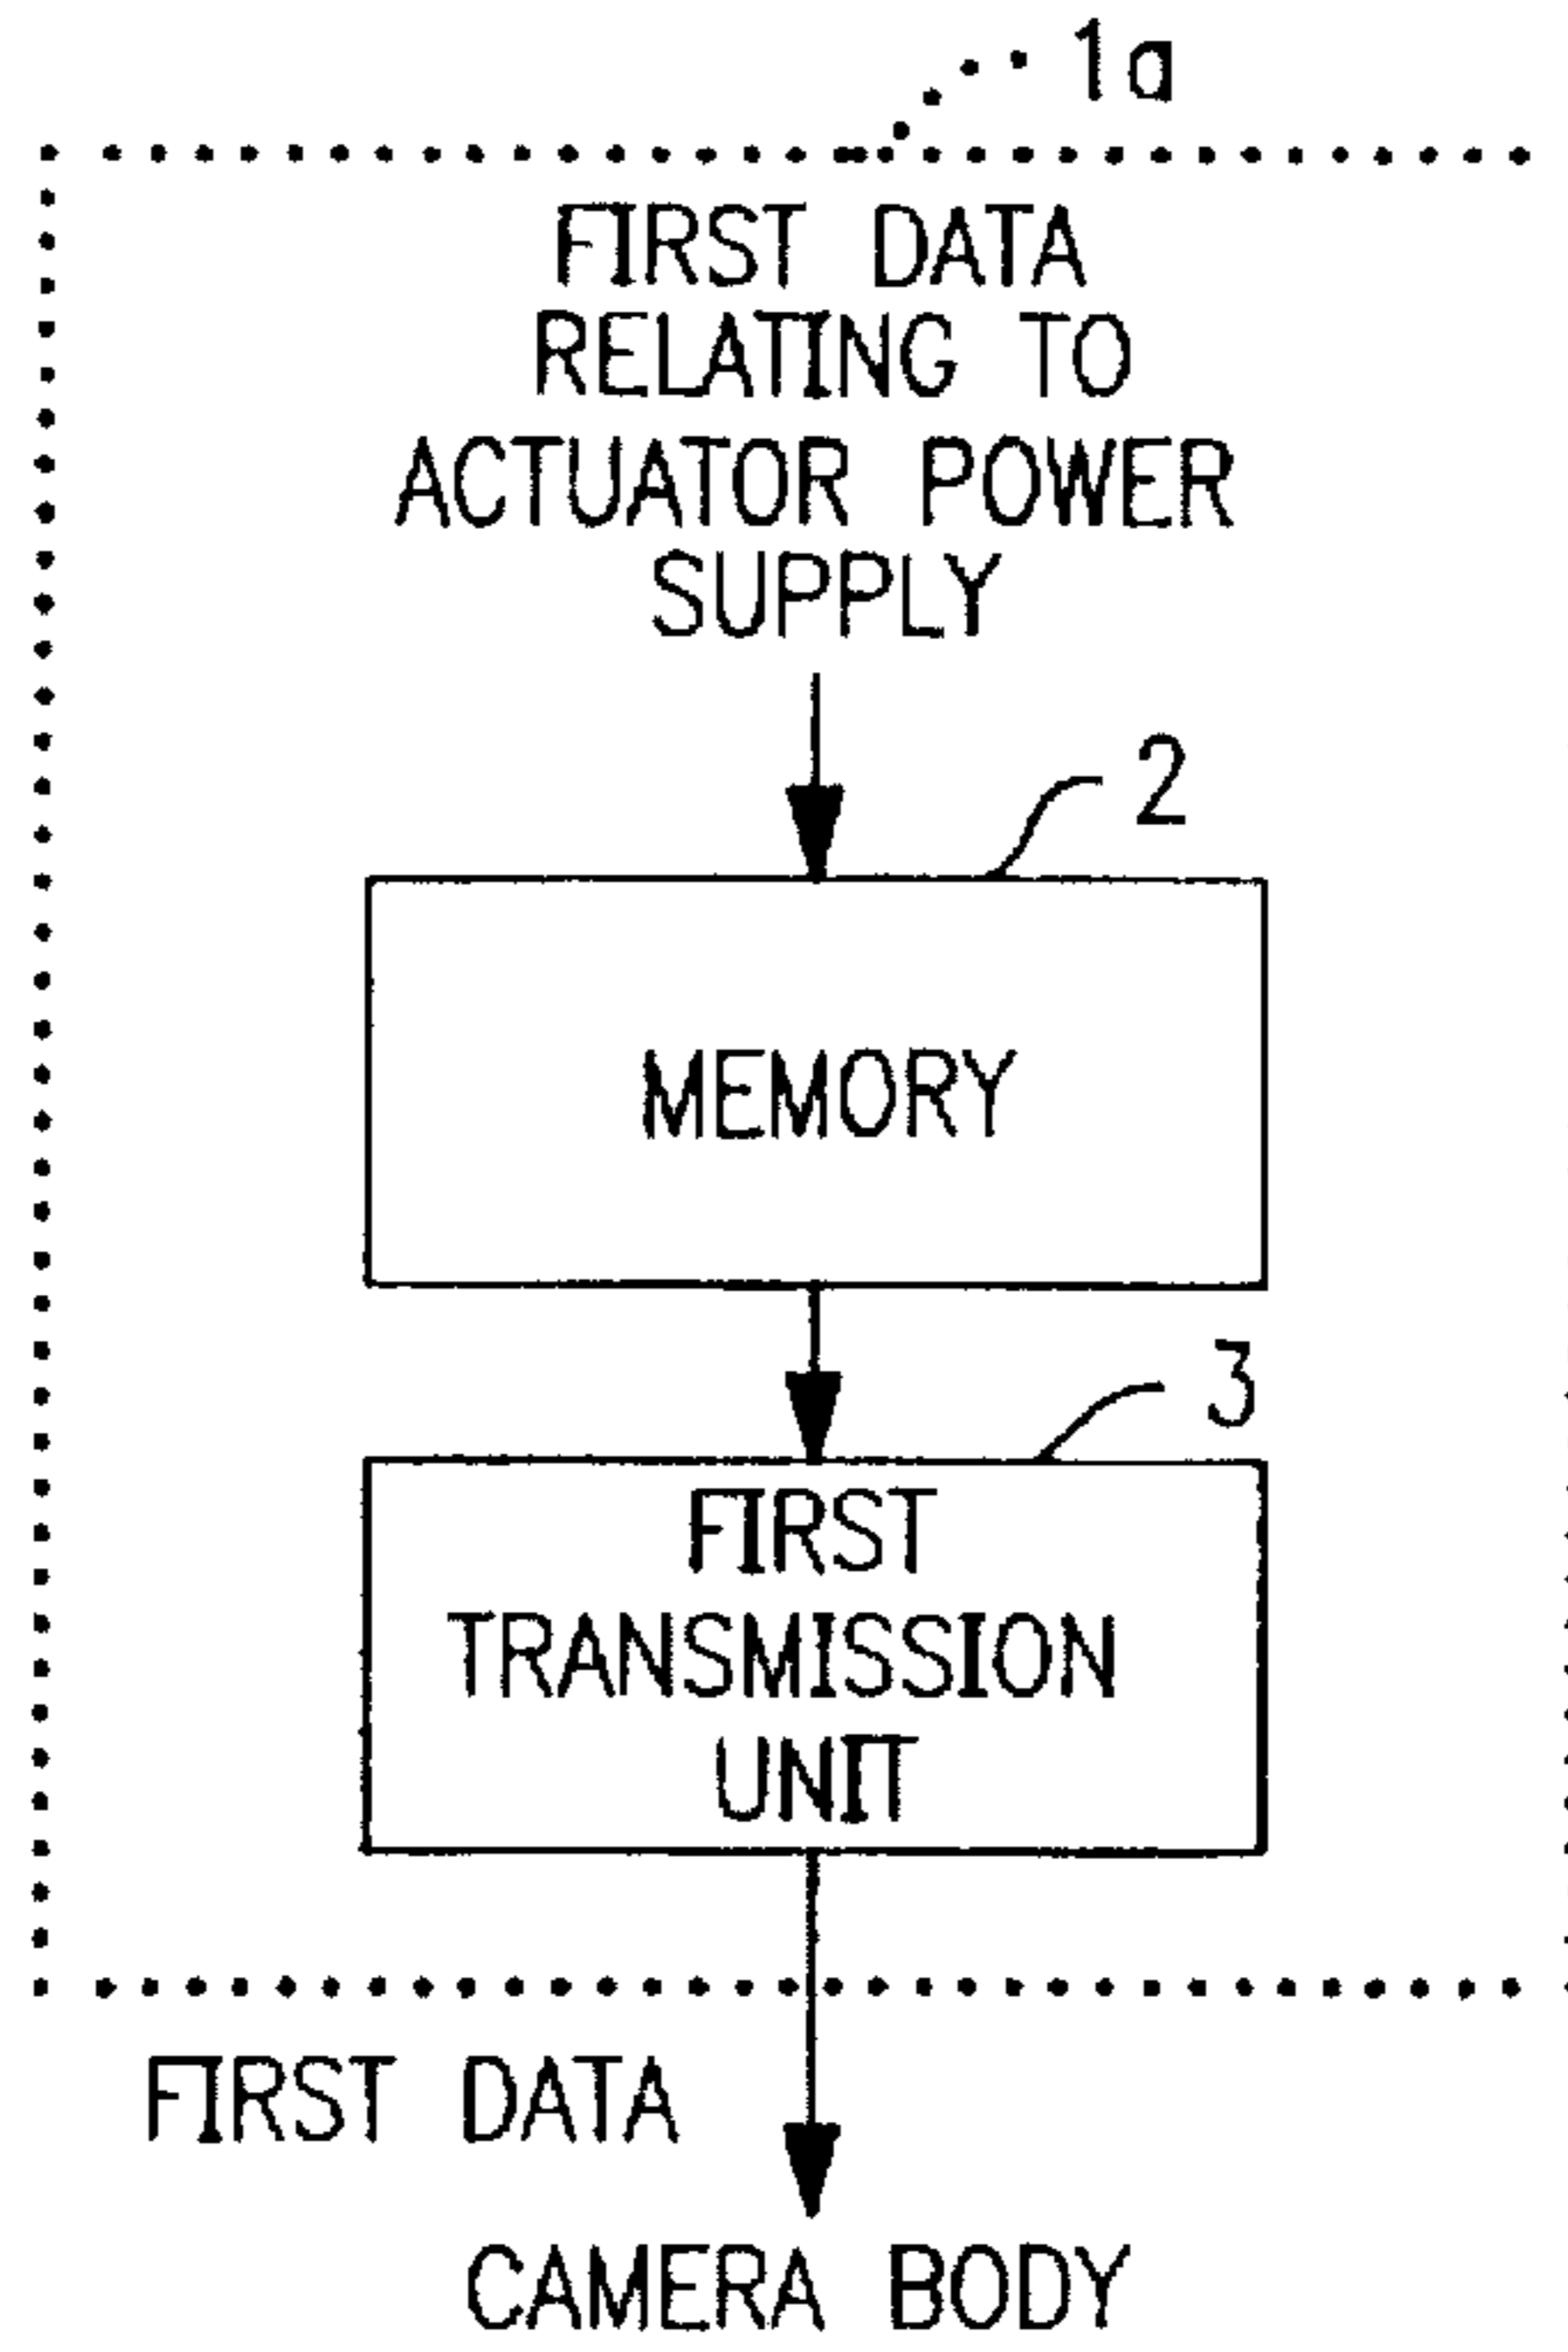 1a
FIRST DATA
RELATING TO
ACTUATOR POWER
SUPPLY
2
MEMORY
3
FIRST
TRANSMISSION
UNIT
FIRST DATA
CAMERA BODY